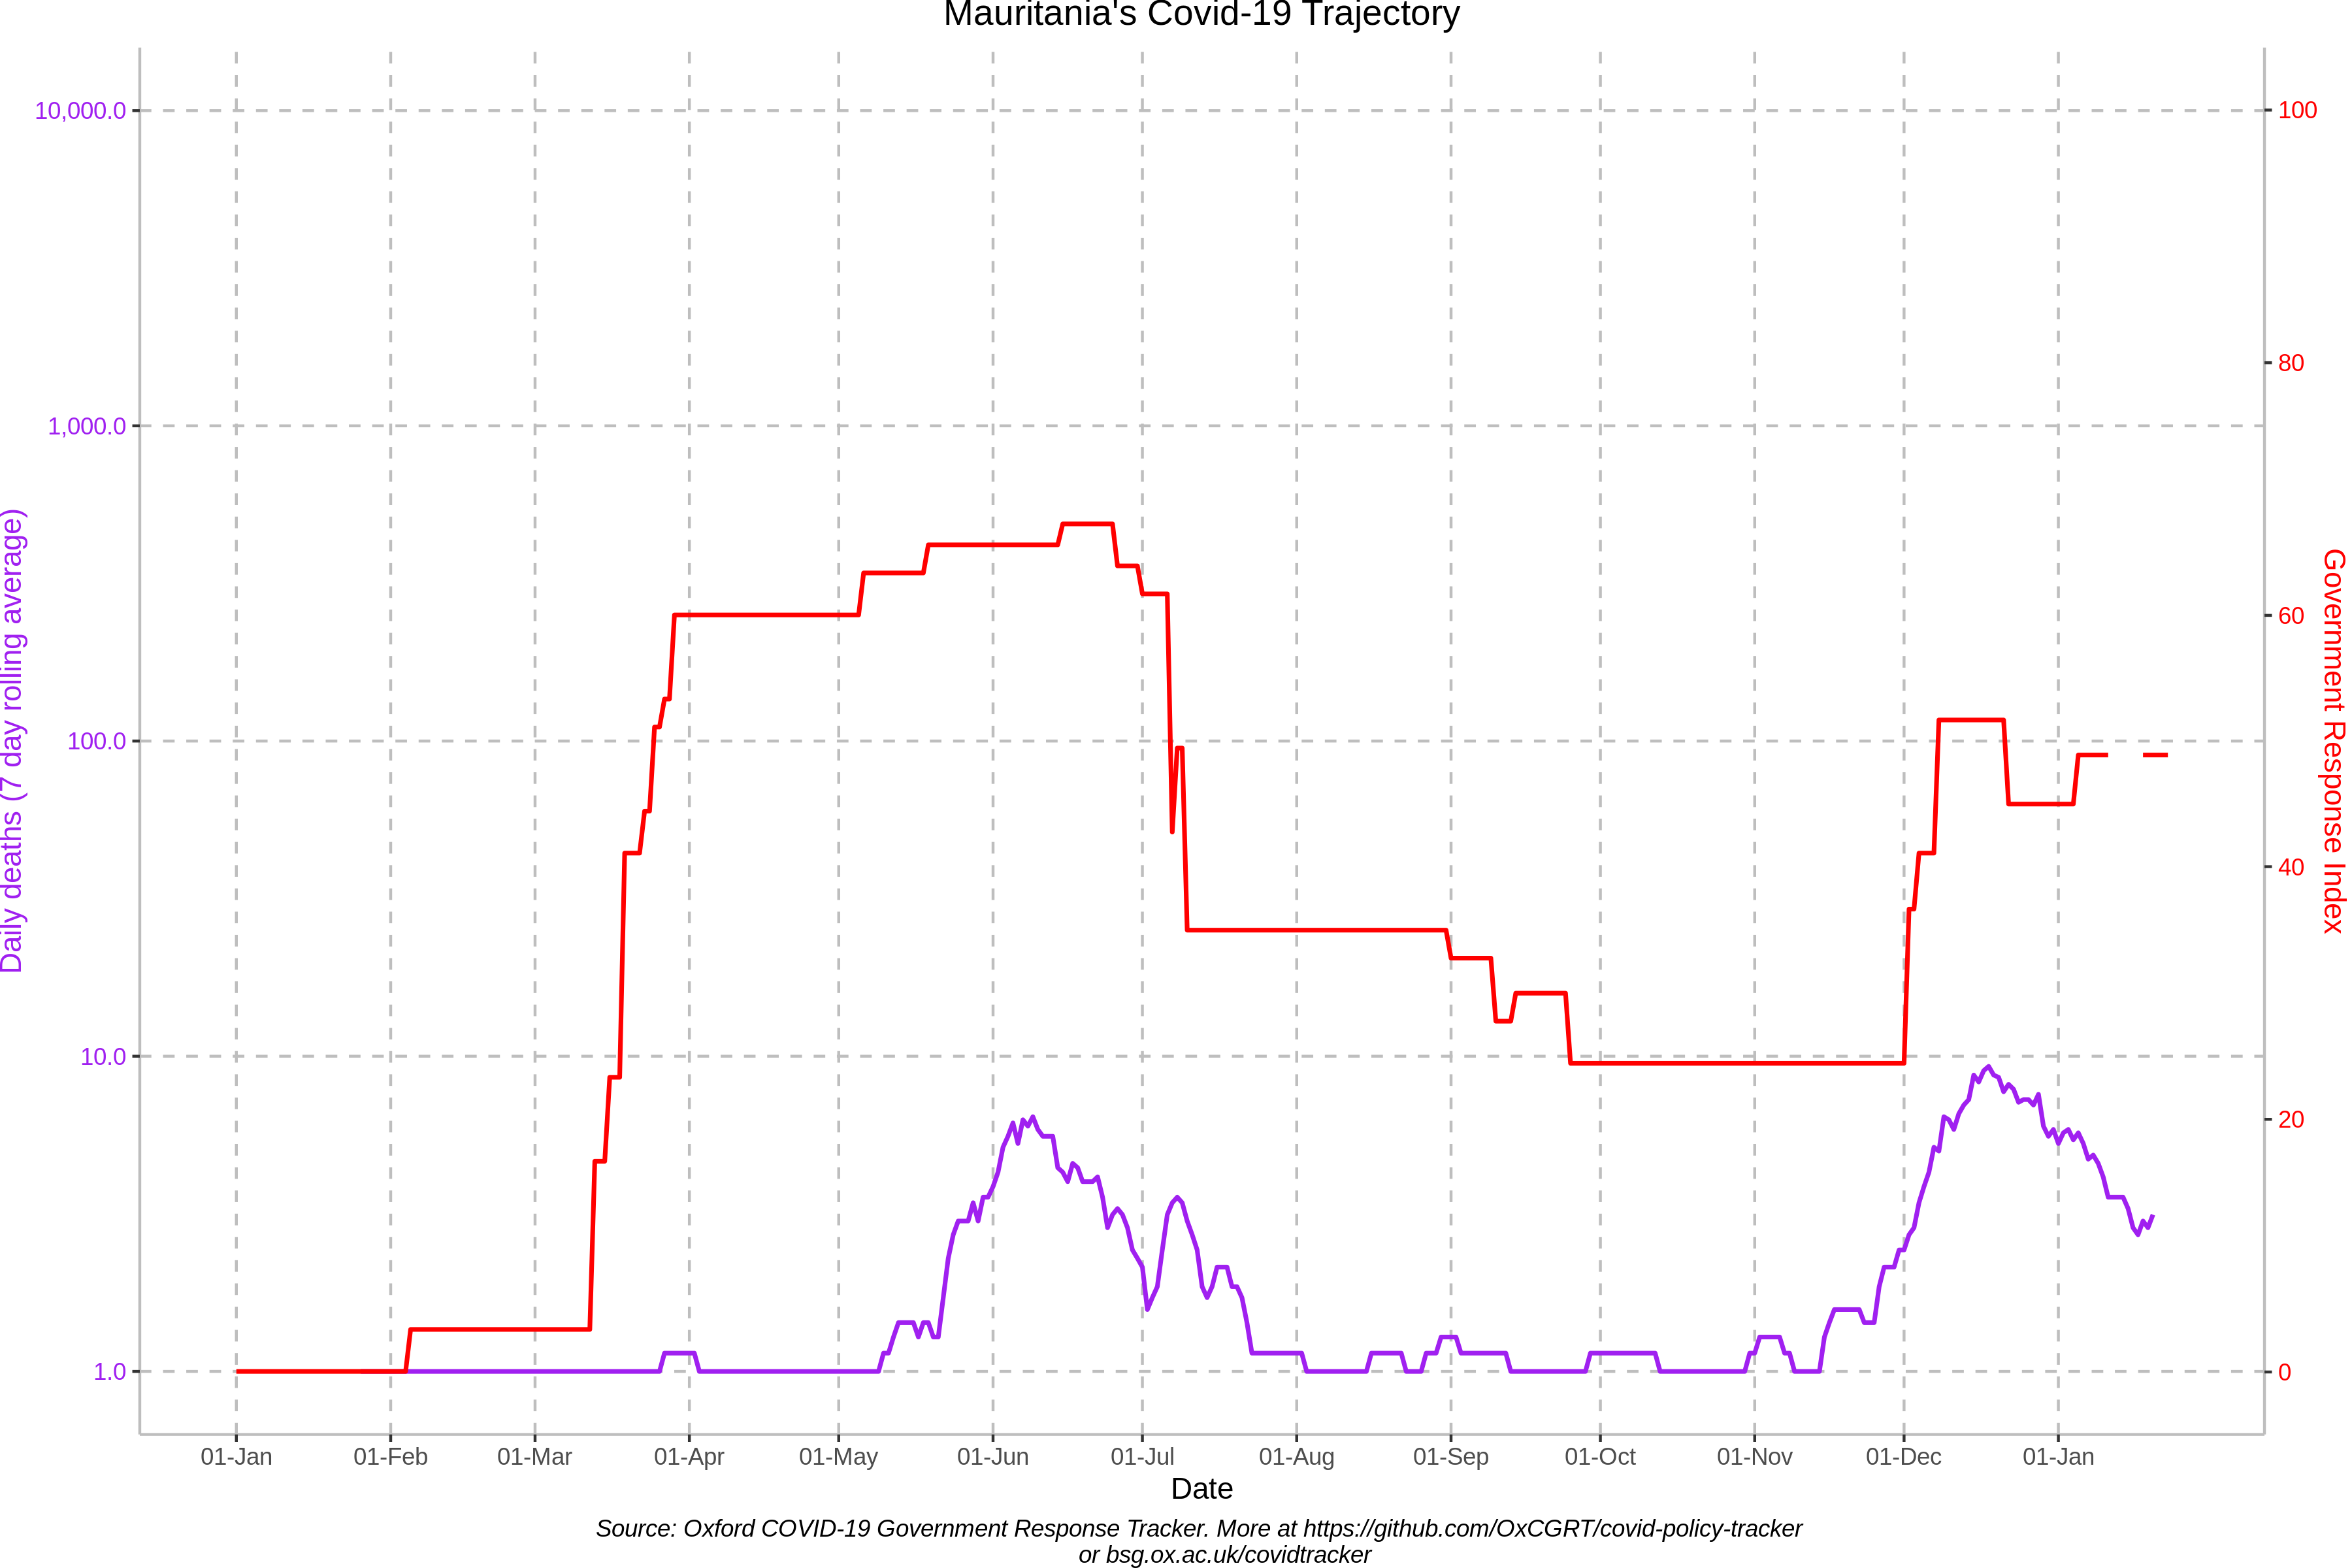 Mauritania's Covid-19 Trajectory
10,000.0
1,000.0
100.0
10.0
1.0
Daily deaths (7 day rolling average)
100
80
60
40
20
0
Government Response Index
01-Jan 01-Feb 01-Mar 01-Apr 01-May 01-Jun 01-Jul 01-Aug 01-Sep 01-Oct 01-Nov 01-Dec 01-Jan
Date
Source: Oxford COVID-19 Government Response Tracker. More at https://github.com/OxCGRT/covid-policy-tracker
or bsg.ox.ac.uk/covidtracker